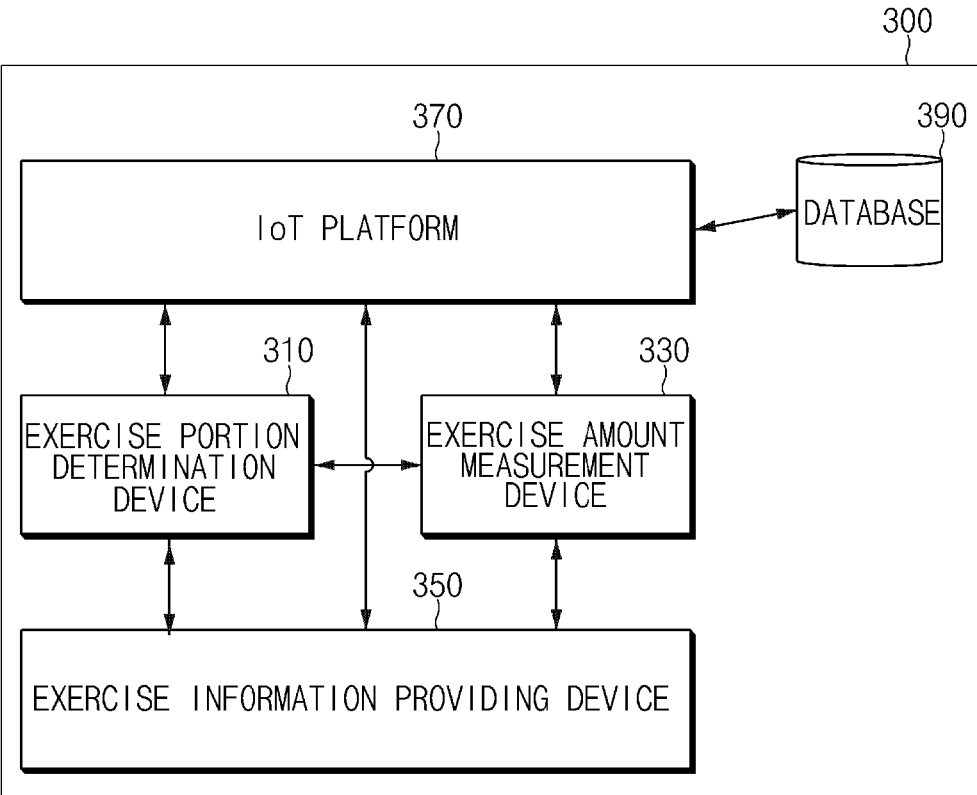 300
370
390
IoT PLATFORM
DATABASE
310
330
EXERCISE PORTION
DETERMINATION
DEVICE
EXERCISE AMOUNT
MEASUREMENT
DEVICE
350
EXERCISE INFORMATION PROVIDING DEVICE